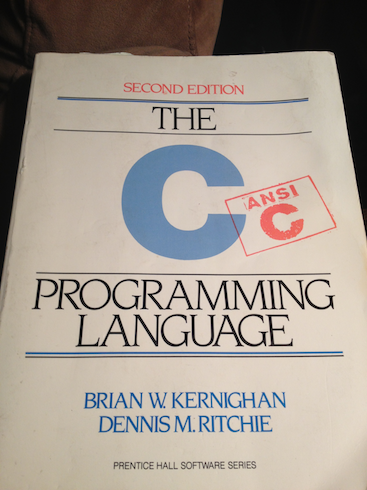 SECOND EDITION
THE
C
ANSI
C
PROGRAMMING
LANGUAGE
BRIAN W. KERNIGHAN
DENNIS M. RITCHIE
PRENTICE HALL SOFTWARE SERIES